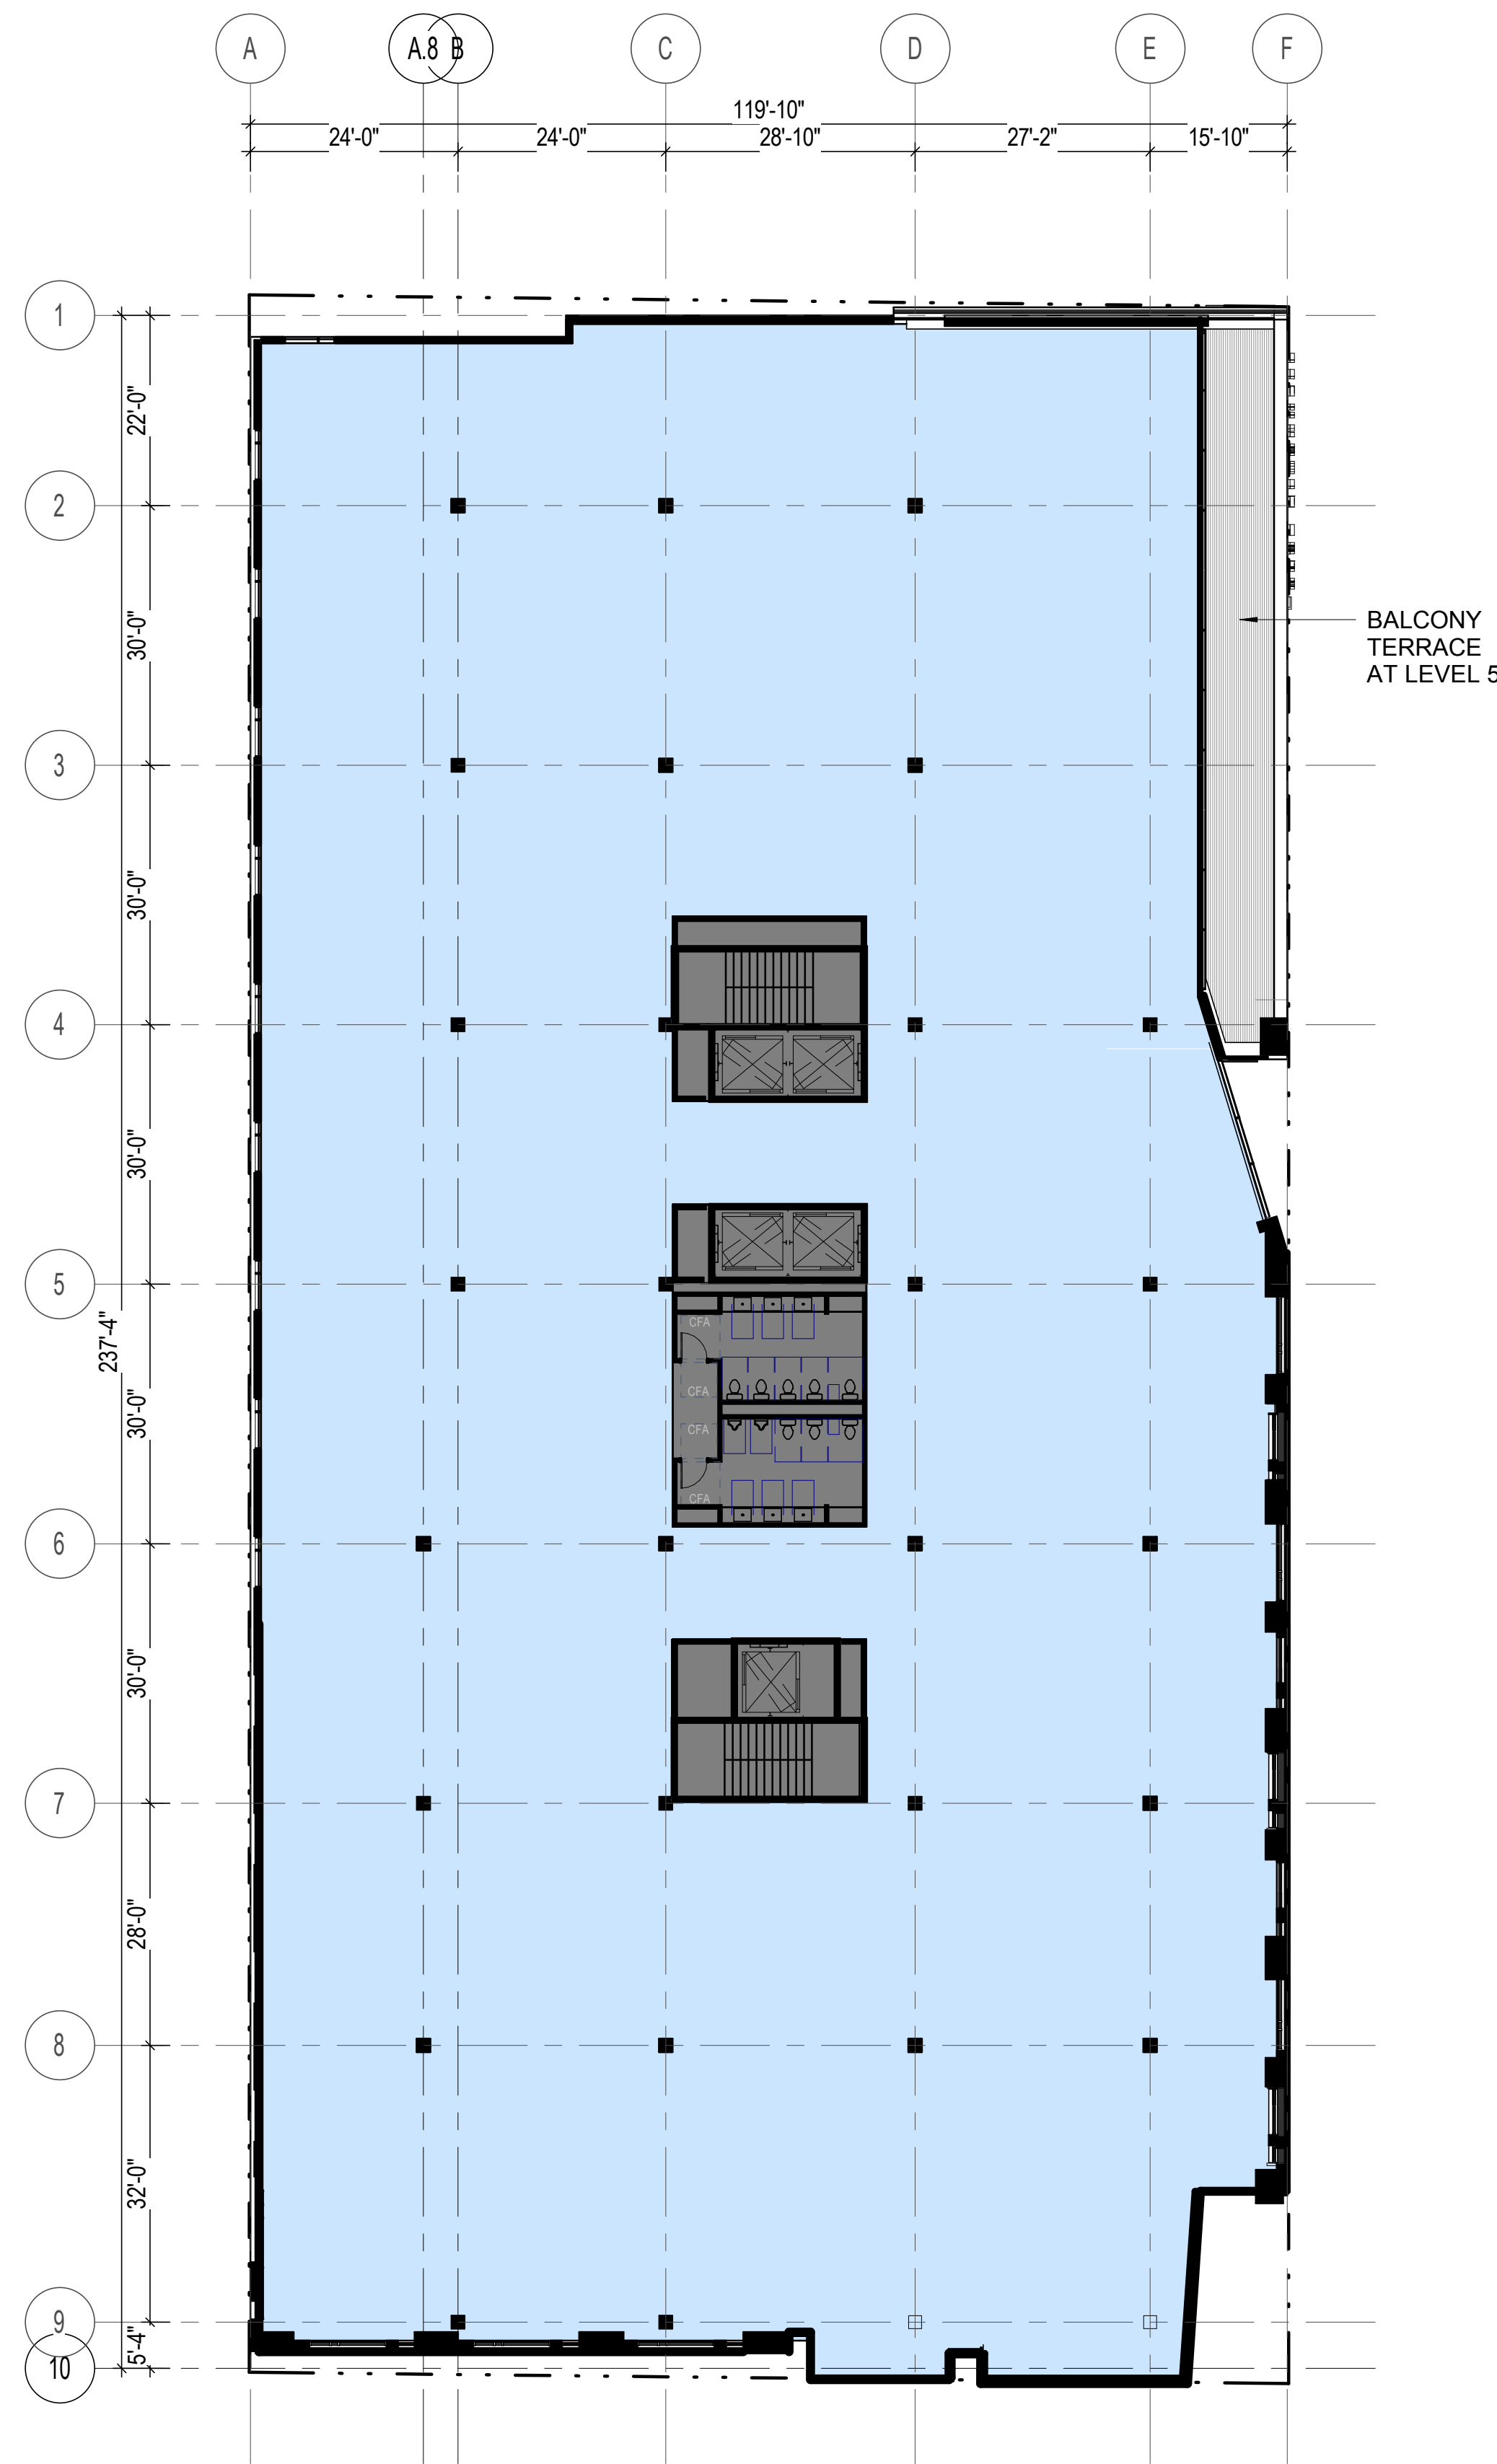 A
A.8
B
C
D
E
F
119'-10"
24'-0"
24'-0"
28'-10"
27'-2"
15'-10"
1
22'-0"
2
30'-0"
BALCONY
TERRACE
AT LEVEL 5
3
30'-0"
4
30'-0"
5
237'-4"
CFA
30'-0"
CFA
CFA
CFA
6
30'-0"
7
28'-0"
8
32'-0"
9
5'-4"
10